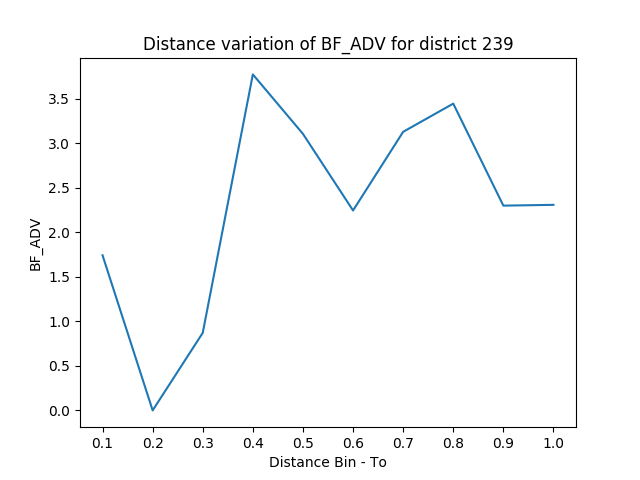 Distance variation of BF_ADV for district 239
BF_ADV
3.5
3.0
2.5
2.0
1.5
1.0
0.5
0.0
0.1 0.2 0.3 0.4 0.5 0.6 0.7 0.8 0.9 1.0
Distance Bin - To